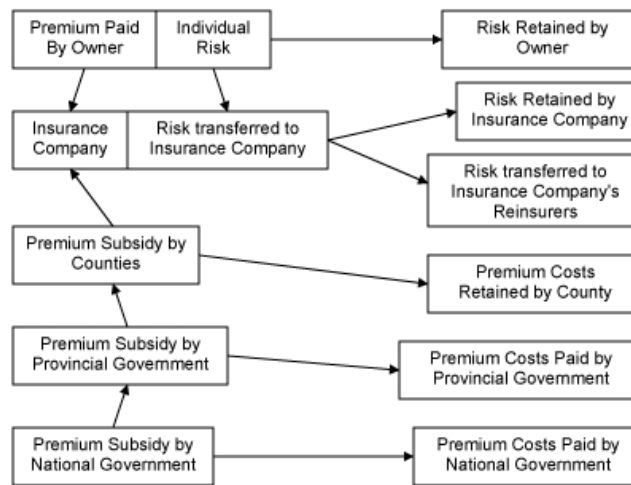 Premium Paid
By Owner
Individual
Risk
Risk Retained by
Owner
Insurance
Company
Risk transferred to
Insurance Company
Risk Retained by
Insurance Company
Risk transferred to
Insurance Company's
Reinsurers
Premium Subsidy by
Counties
Premium Costs
Retained by County
Premium Subsidy by
Provincial Government
Premium Costs Paid by
Provincial Government
Premium Subsidy by
National Government
Premium Costs Paid by
National Government